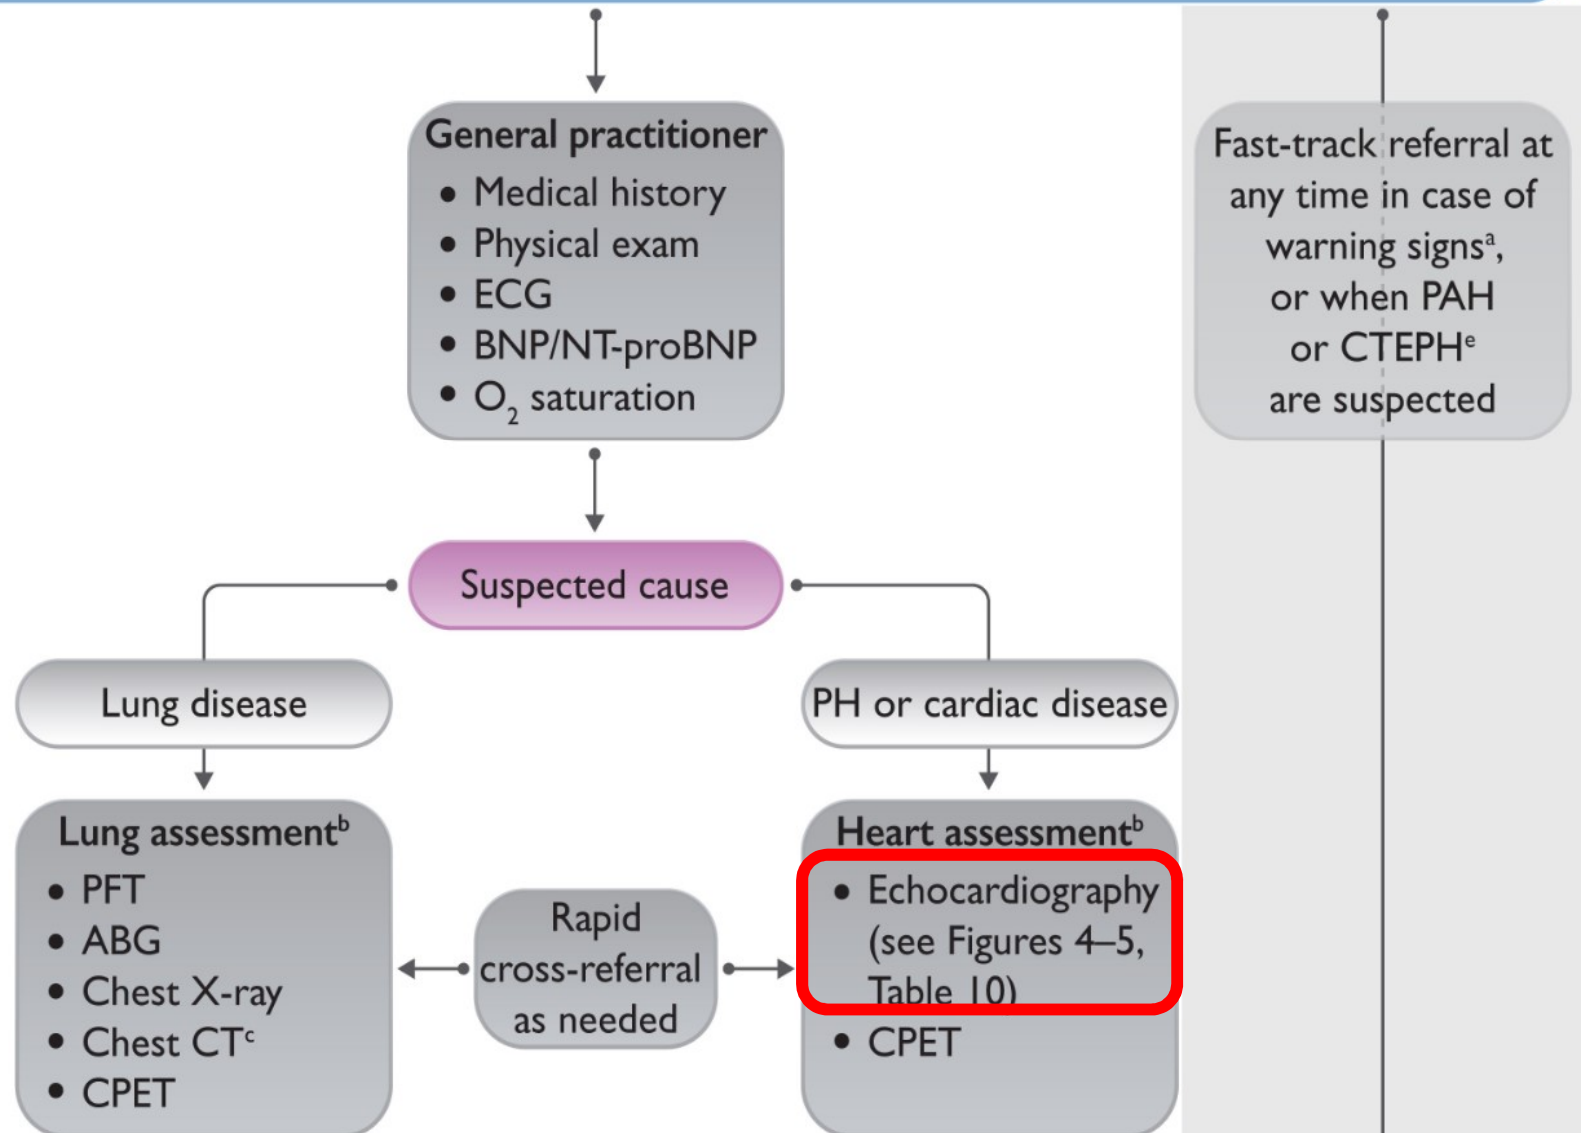 General practitioner
• Medical history
• Physical exam
• ECG
• BNP/NT-proBNP
• O₂ saturation
Fast-track referral at
any time in case of
warning signsᵃ,
or when PAH
or CTEPHᵉ
are suspected
Suspected cause
Lung disease
PH or cardiac disease
Lung assessmentᵇ
• PFT
• ABG
• Chest X-ray
• Chest CTᶜ
• CPET
Rapid
cross-referral
as needed
Heart assessmentᵇ
• Echocardiography
(see Figures 4–5,
Table 10)
• CPET